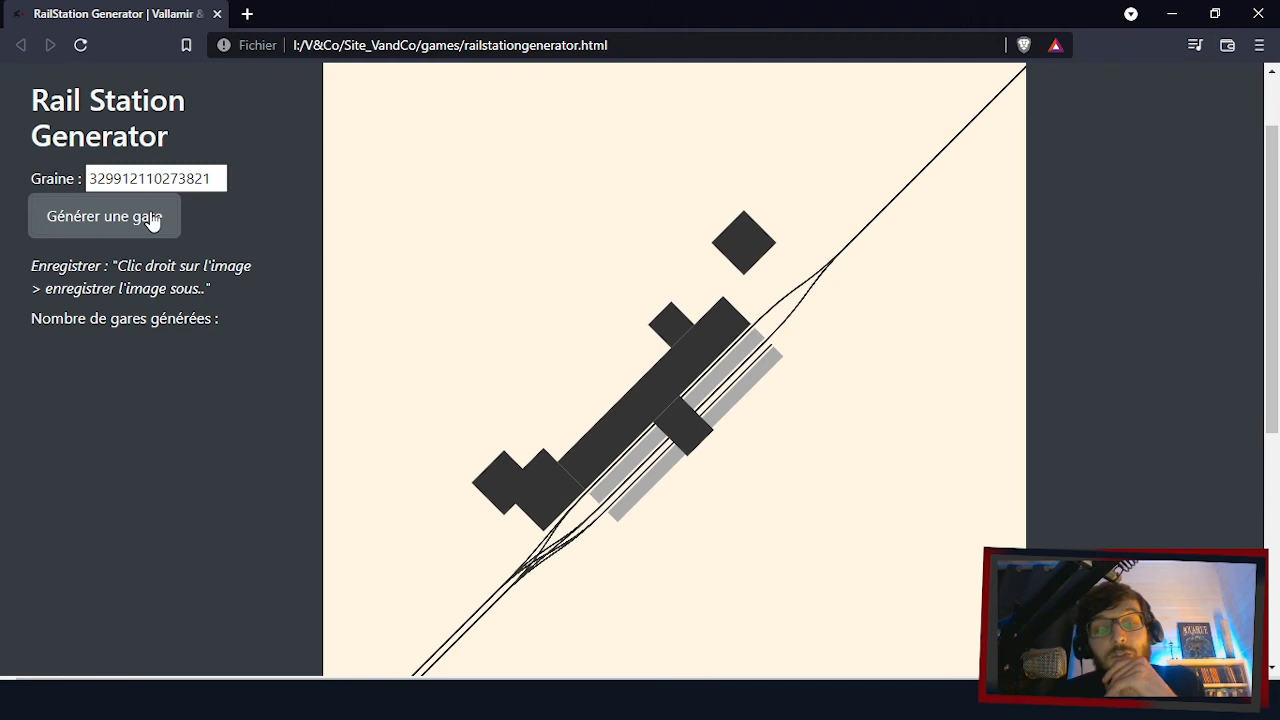 RailStation Generator | Vallamir &
Fichier
I:/V&Co/Site_VandCo/games/railstationgenerator.html
Rail Station
Generator
Graine : 329912110273821
Générer une gare
Enregistrer : "Clic droit sur l'image
> enregistrer l'image sous.."
Nombre de gares générées :